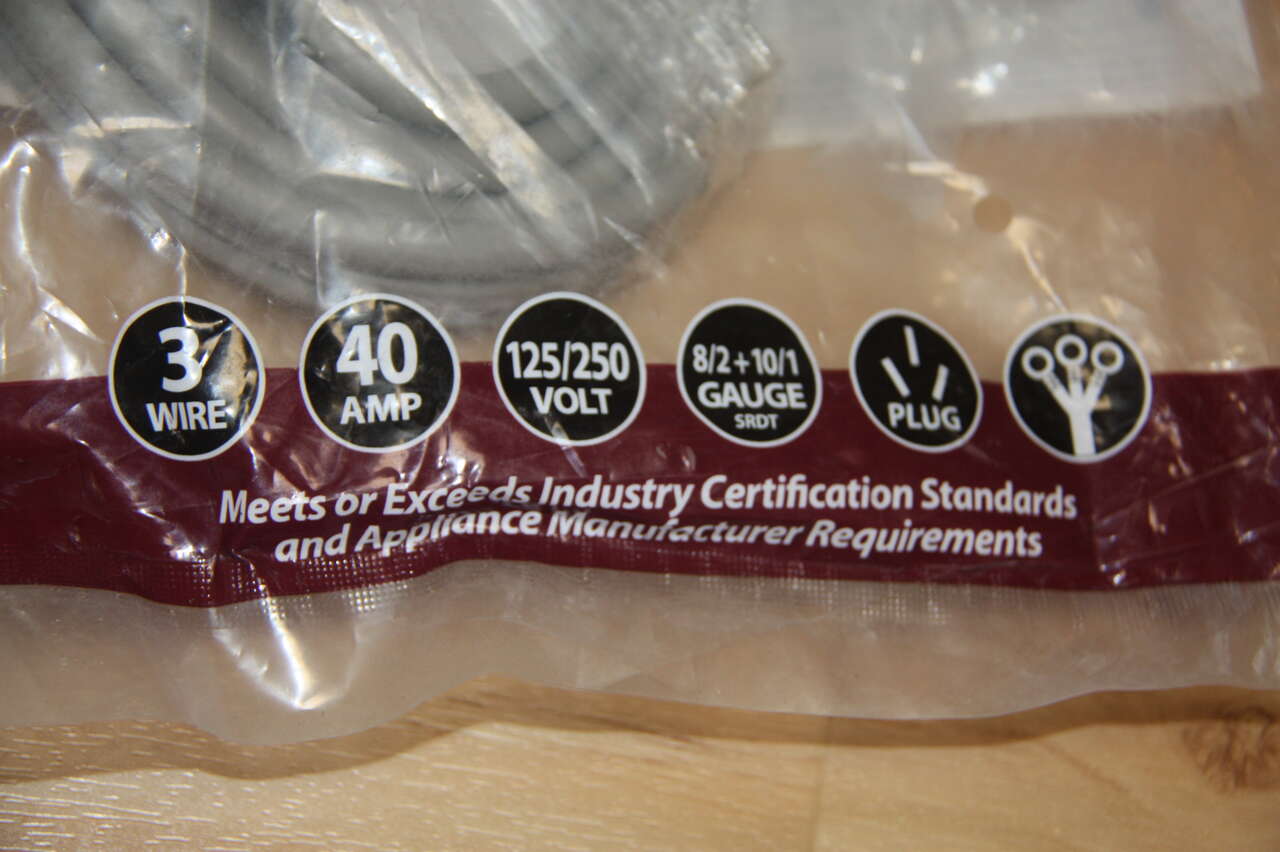 3
WIRE
40
AMP
125/250
VOLT
8/2 + 10/1
GAUGE
SRDT
PLUG
Meets or Exceeds Industry Certification Standards
and Appliance Manufacturer Requirements